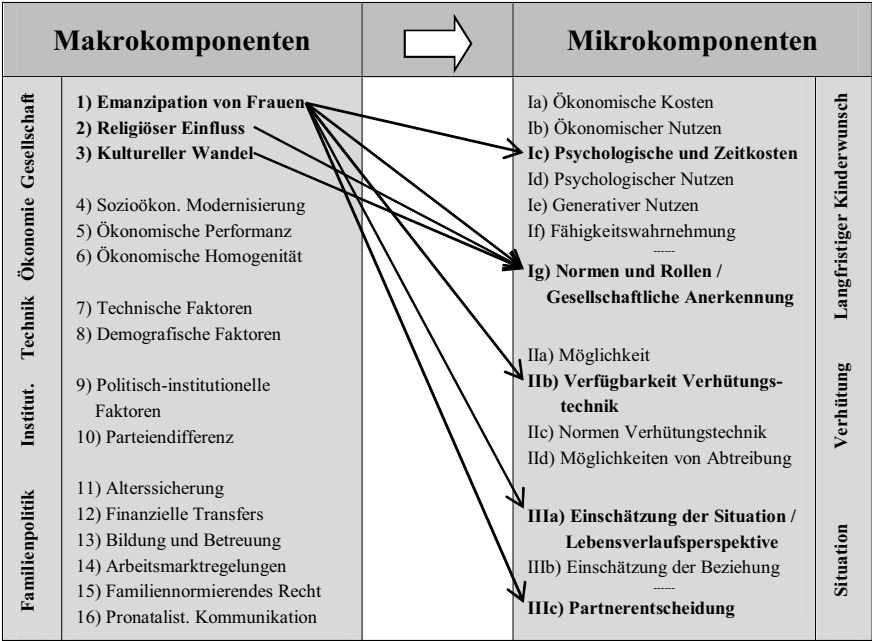 Makrokomponenten
Mikrokomponenten
Gesellschaft
1) Emanzipation von Frauen
2) Religiöser Einfluss
3) Kultureller Wandel
Ökonomie
4) Sozioökon. Modernisierung
5) Ökonomische Performanz
6) Ökonomische Homogenität
Technik
7) Technische Faktoren
8) Demografische Faktoren
Institut.
9) Politisch-institutionelle
Faktoren
10) Parteiendifferenz
Familienpolitik
11) Alterssicherung
12) Finanzielle Transfers
13) Bildung und Betreuung
14) Arbeitsmarktregelungen
15) Familiennormierendes Recht
16) Pronatalist. Kommunikation
Ia) Ökonomische Kosten
Ib) Ökonomischer Nutzen
Ic) Psychologische und Zeitkosten
Id) Psychologischer Nutzen
Ie) Generativer Nutzen
If) Fähigkeitswahrnehmung
------
Ig) Normen und Rollen /
Gesellschaftliche Anerkennung
Langfristiger Kinderwunsch
IIa) Möglichkeit
IIb) Verfügbarkeit Verhütungs-
technik
IIc) Normen Verhütungstechnik
IId) Möglichkeiten von Abtreibung
Verhütung
IIIa) Einschätzung der Situation /
Lebensverlaufsperspektive
IIIb) Einschätzung der Beziehung
------
IIIc) Partnerentscheidung
Situation